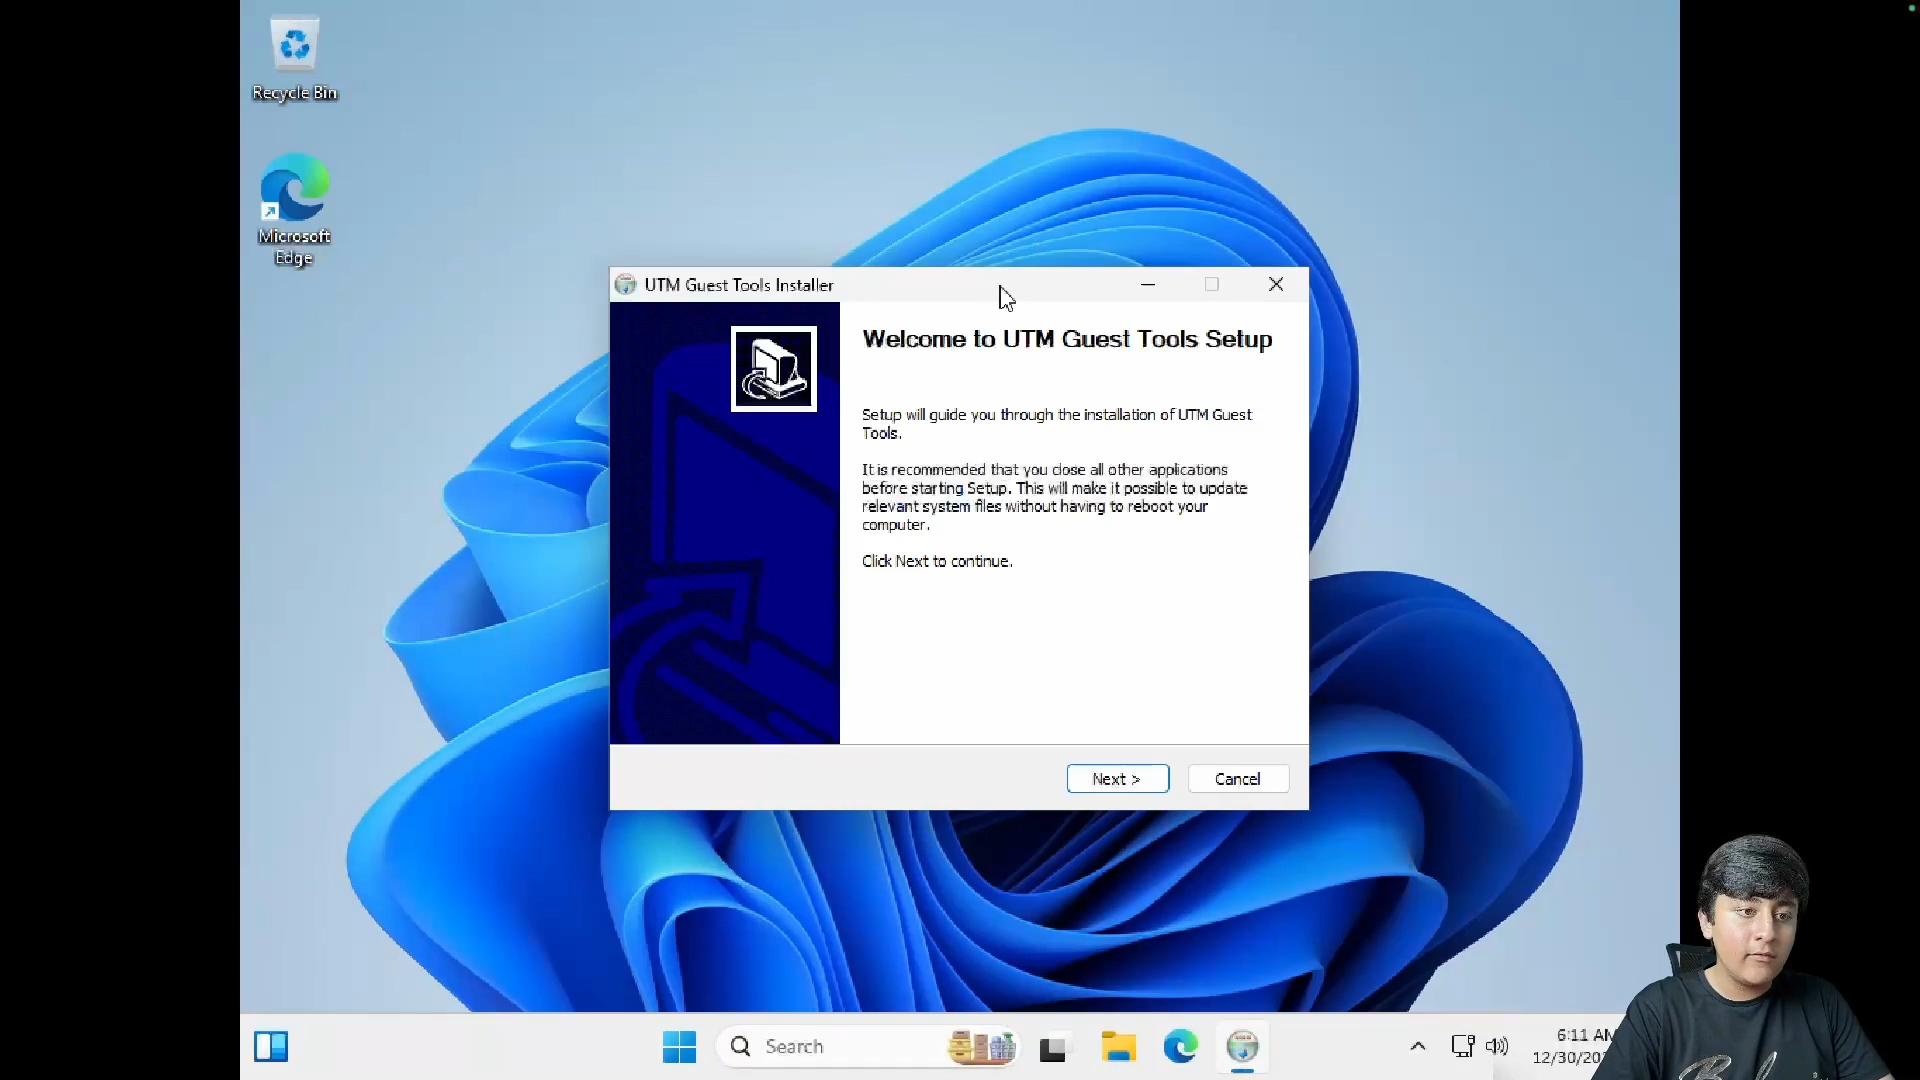 Recycle Bin
Microsoft
Edge
UTM Guest Tools Installer
Welcome to UTM Guest Tools Setup
Setup will guide you through the installation of UTM Guest
Tools.
It is recommended that you close all other applications
before starting Setup. This will make it possible to update
relevant system files without having to reboot your
computer.
Click Next to continue.
Next >
Cancel
Search
6:11 AM